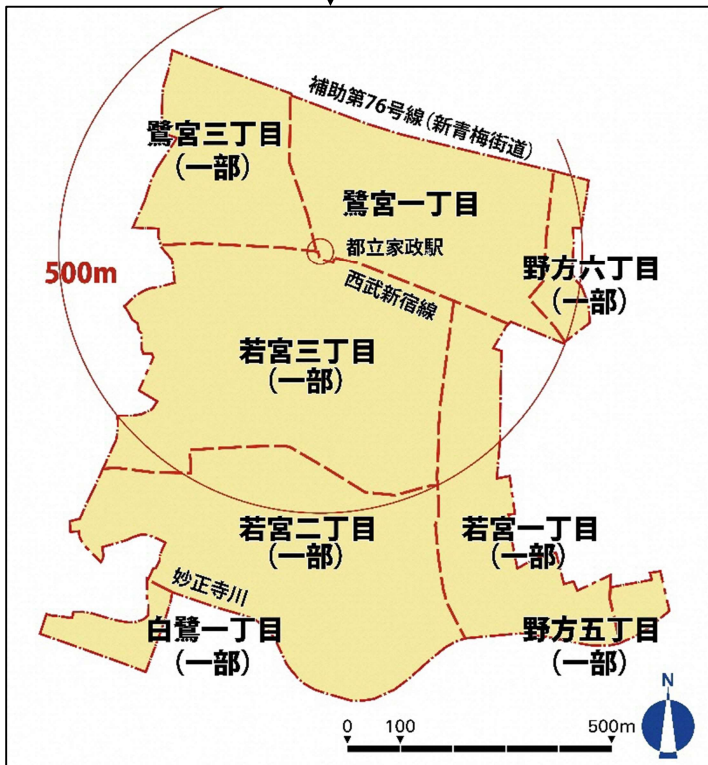 補助第76号線(新青梅街道)
鷺宮三丁目
(一部)
鷺宮一丁目
都立家政駅
500m
西武新宿線
野方六丁目
(一部)
若宮三丁目
(一部)
若宮二丁目
(一部)
若宮一丁目
(一部)
妙正寺川
白鷺一丁目
(一部)
野方五丁目
(一部)
N
0 100 500m